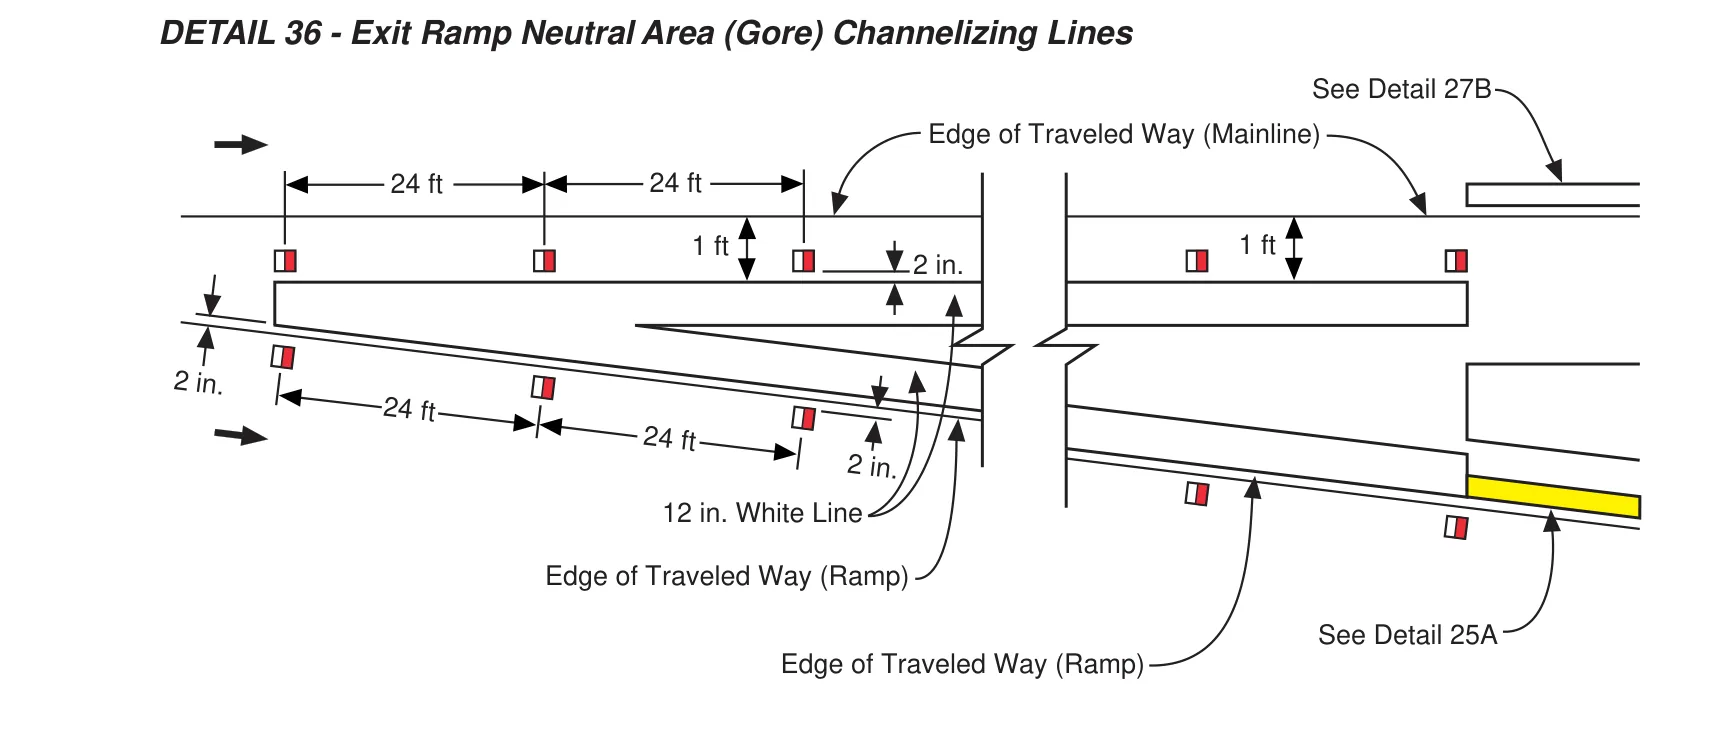 DETAIL 36 - Exit Ramp Neutral Area (Gore) Channelizing Lines
See Detail 27B
Edge of Traveled Way (Mainline)
24 ft
24 ft
1 ft
1 ft
2 in.
2 in.
24 ft
24 ft
2 in.
12 in. White Line
Edge of Traveled Way (Ramp)
See Detail 25A
Edge of Traveled Way (Ramp)